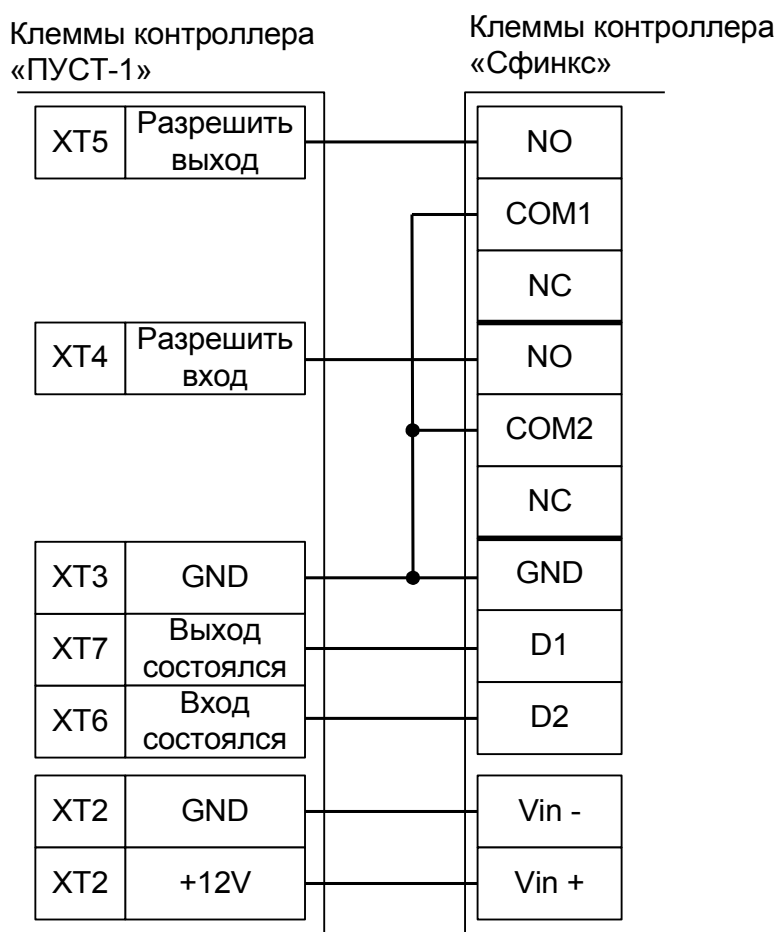 Клеммы контроллера
«ПУСТ-1»
Клеммы контроллера
«Сфинкс»
XT5 Разрешить выход NO
COM1
NC
XT4 Разрешить вход NO
COM2
NC
XT3 GND GND
XT7 Выход состоялся D1
XT6 Вход состоялся D2
XT2 GND Vin -
XT2 +12V Vin +